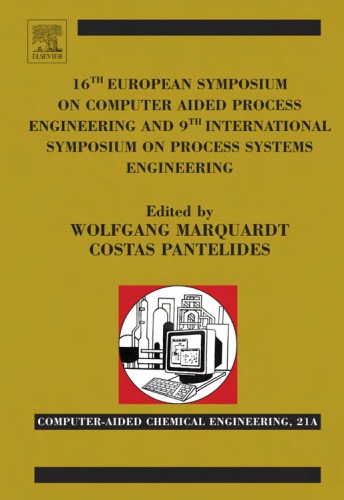 ELSEVIER
16TH EUROPEAN SYMPOSIUM
ON COMPUTER AIDED PROCESS
ENGINEERING AND 9TH INTERNATIONAL
SYMPOSIUM ON PROCESS SYSTEMS
ENGINEERING
Edited by
WOLFGANG MARQUARDT
COSTAS PANTELIDES
COMPUTER-AIDED CHEMICAL ENGINEERING, 21A